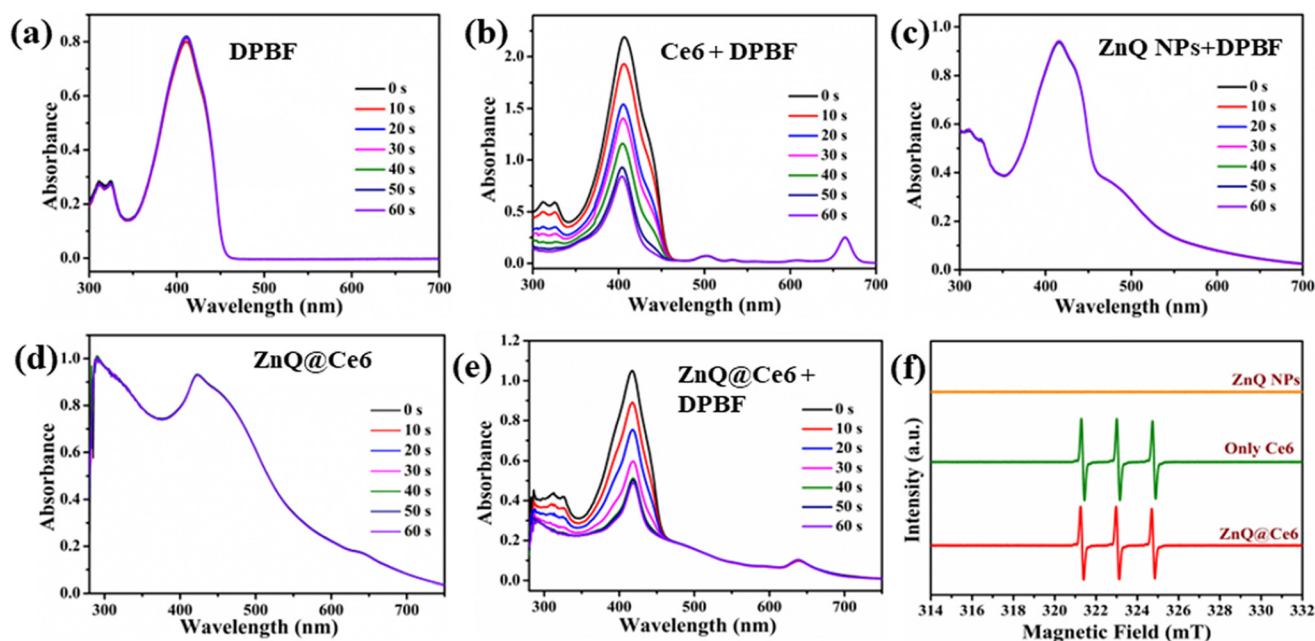 (a)
DPBF
0 s
10 s
20 s
30 s
40 s
50 s
60 s
Absorbance
0.8
0.6
0.4
0.2
0.0
300 400 500 600 700
Wavelength (nm)
(b)
Ce6 + DPBF
0 s
10 s
20 s
30 s
40 s
50 s
60 s
Absorbance
2.0
1.5
1.0
0.5
0.0
300 400 500 600 700
Wavelength (nm)
(c)
ZnQ NPs+DPBF
0 s
10 s
20 s
30 s
40 s
50 s
60 s
Absorbance
1.0
0.8
0.6
0.4
0.2
0.0
300 400 500 600 700
Wavelength (nm)
(d)
ZnQ@Ce6
0 s
10 s
20 s
30 s
40 s
50 s
60 s
Absorbance
1.0
0.8
0.6
0.4
0.2
0.0
300 400 500 600 700
Wavelength (nm)
(e)
ZnQ@Ce6 +
DPBF
0 s
10 s
20 s
30 s
40 s
50 s
60 s
Absorbance
1.2
1.0
0.8
0.6
0.4
0.2
0.0
300 400 500 600 700
Wavelength (nm)
(f)
ZnQ NPs
Only Ce6
ZnQ@Ce6
Intensity (a.u.)
314 316 318 320 321 323 324 326 328 330 332
Magnetic Field (mT)